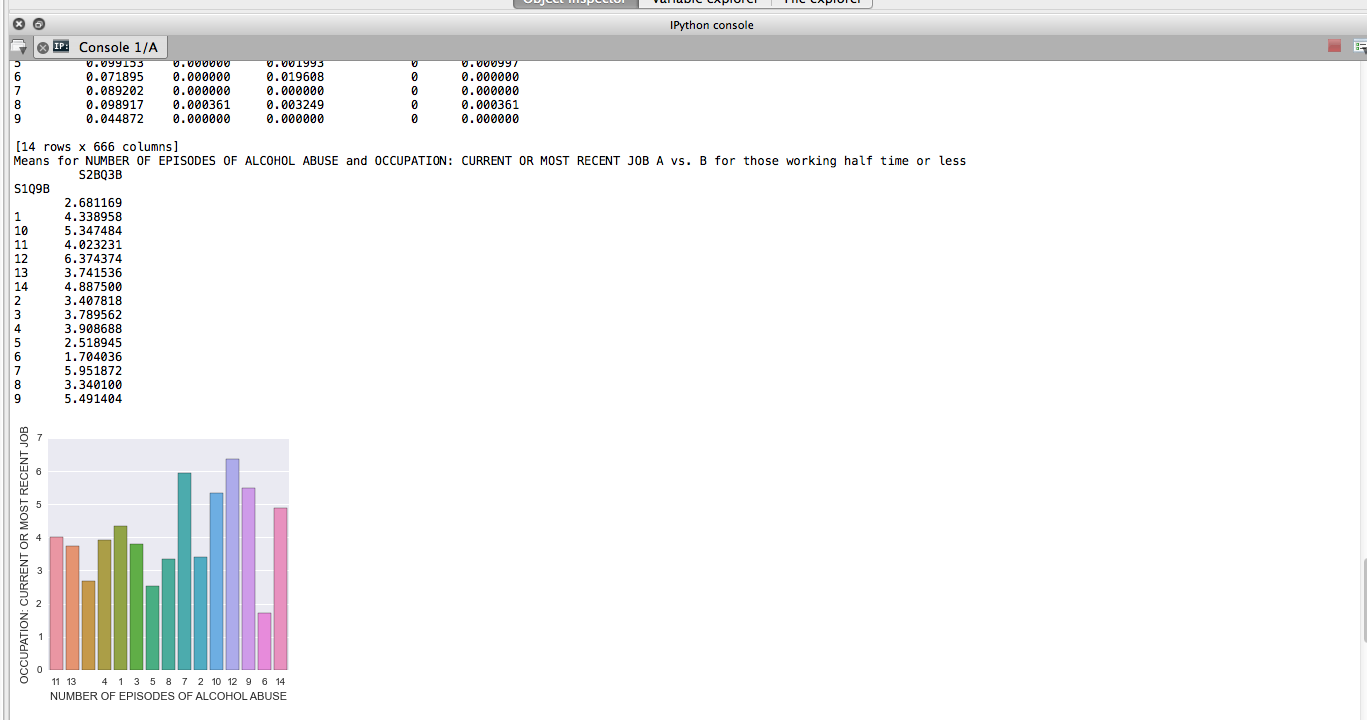 Object inspector Variable explorer File explorer
IPython console
IP: Console 1/A
5 0.099153 0.000000 0.001993 0 0.000997
6 0.071895 0.000000 0.019608 0 0.000000
7 0.089202 0.000000 0.000000 0 0.000000
8 0.098917 0.000361 0.003249 0 0.000361
9 0.044872 0.000000 0.000000 0 0.000000
[14 rows x 666 columns]
Means for NUMBER OF EPISODES OF ALCOHOL ABUSE and OCCUPATION: CURRENT OR MOST RECENT JOB A vs. B for those working half time or less
S2BQ3B
S1Q9B
2.681169
1 4.338958
10 5.347484
11 4.023231
12 6.374374
13 3.741536
14 4.887500
2 3.407818
3 3.789562
4 3.908688
5 2.518945
6 1.704036
7 5.951872
8 3.340100
9 5.491404
OCCUPATION: CURRENT OR MOST RECENT JOB
7
6
5
4
3
2
1
0
11 13 4 1 3 5 8 7 2 10 12 9 6 14
NUMBER OF EPISODES OF ALCOHOL ABUSE